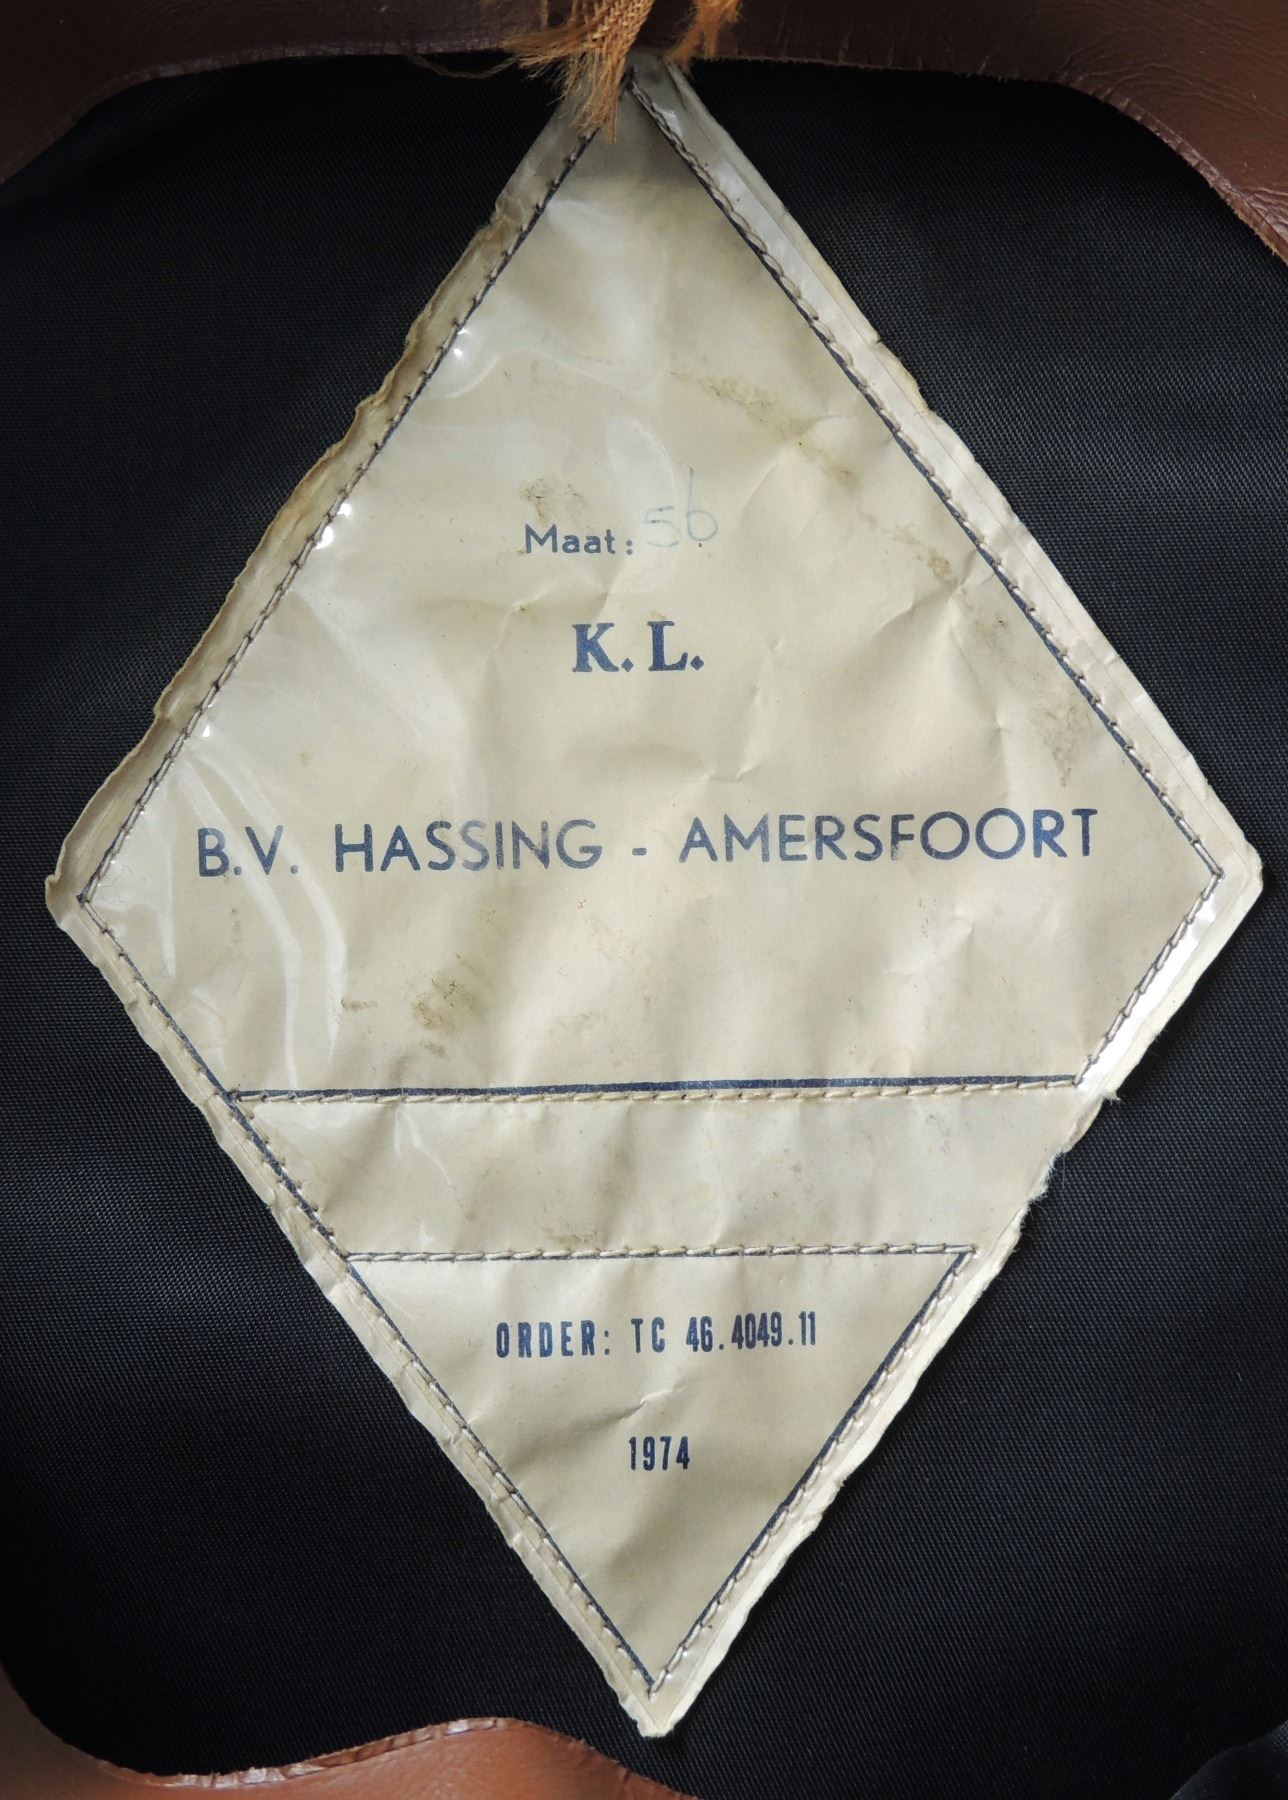 Maat: 56
K. L.
B.V. HASSING - AMERSFOORT
ORDER: TC 46.4049.11
1974